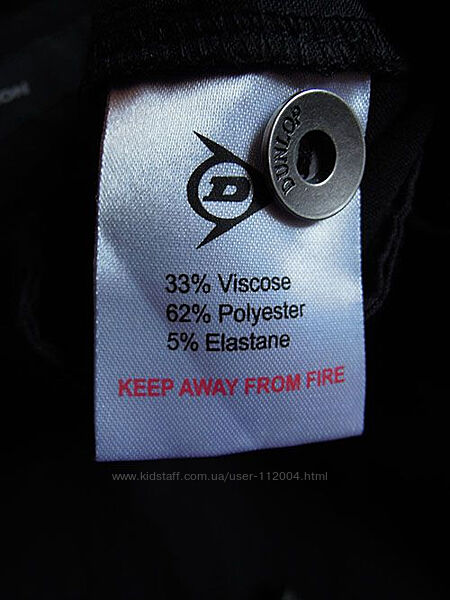 DUNLOP
D
33% Viscose
62% Polyester
5% Elastane
KEEP AWAY FROM FIRE
www.kidstaff.com.ua/user-112004.html